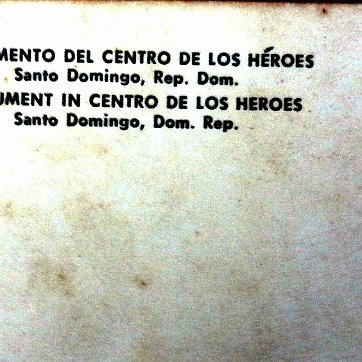 MENTO DEL CENTRO DE LOS HÉROES
Santo Domingo, Rep. Dom.
UMENT IN CENTRO DE LOS HEROES
Santo Domingo, Dom. Rep.